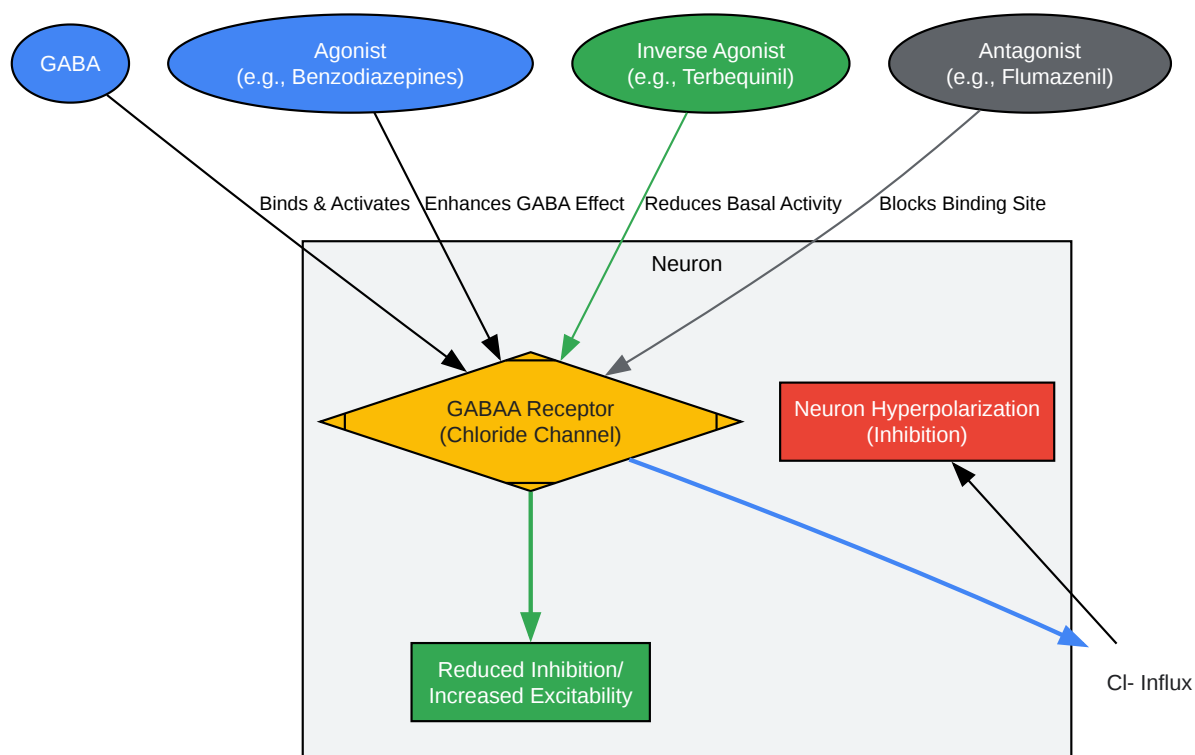 GABA
Agonist
(e.g., Benzodiazepines)
Inverse Agonist
(e.g., Terbequinil)
Antagonist
(e.g., Flumazenil)
Binds & Activates
Enhances GABA Effect
Reduces Basal Activity
Blocks Binding Site
Neuron
GABAA Receptor
(Chloride Channel)
Neuron Hyperpolarization
(Inhibition)
Reduced Inhibition/
Increased Excitability
Cl- Influx